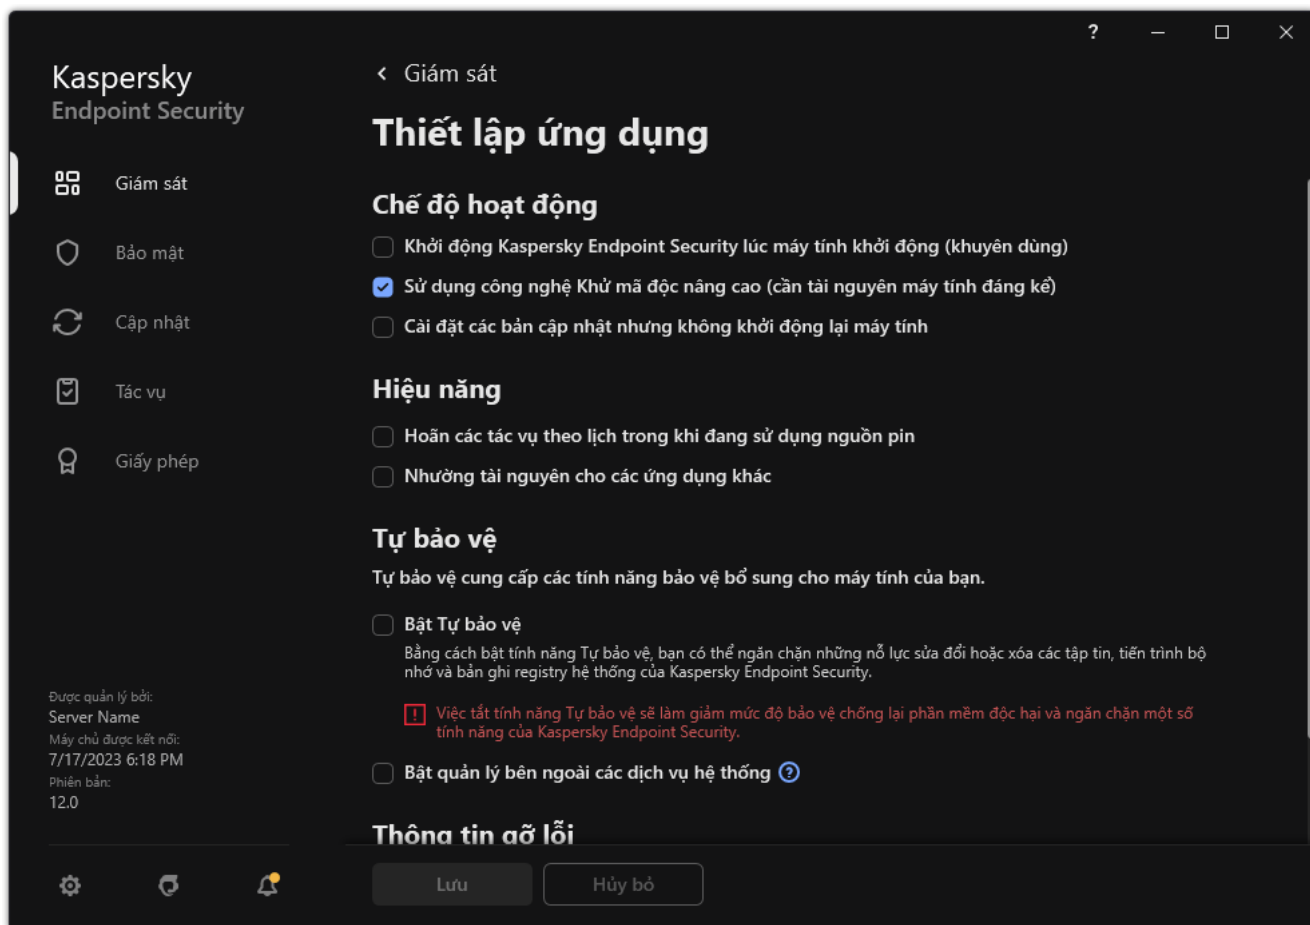 ?
Kaspersky
Endpoint Security
Giám sát
Bảo mật
Cập nhật
Tác vụ
Giấy phép
Được quản lý bởi:
Server Name
Máy chủ được kết nối:
7/17/2023 6:18 PM
Phiên bản:
12.0
Giám sát
Thiết lập ứng dụng
Chế độ hoạt động
Khởi động Kaspersky Endpoint Security lúc máy tính khởi động (khuyên dùng)
Sử dụng công nghệ Khử mã độc nâng cao (cần tài nguyên máy tính đáng kể)
Cài đặt các bản cập nhật nhưng không khởi động lại máy tính
Hiệu năng
Hoãn các tác vụ theo lịch trong khi đang sử dụng nguồn pin
Nhường tài nguyên cho các ứng dụng khác
Tự bảo vệ
Tự bảo vệ cung cấp các tính năng bảo vệ bổ sung cho máy tính của bạn.
Bật Tự bảo vệ
Bằng cách bật tính năng Tự bảo vệ, bạn có thể ngăn chặn những nỗ lực sửa đổi hoặc xóa các tập tin, tiến trình bộ
nhớ và bản ghi registry hệ thống của Kaspersky Endpoint Security.
Việc tắt tính năng Tự bảo vệ sẽ làm giảm mức độ bảo vệ chống lại phần mềm độc hại và ngăn chặn một số
tính năng của Kaspersky Endpoint Security.
Bật quản lý bên ngoài các dịch vụ hệ thống ?
Thông tin gỡ lỗi
Lưu
Hủy bỏ